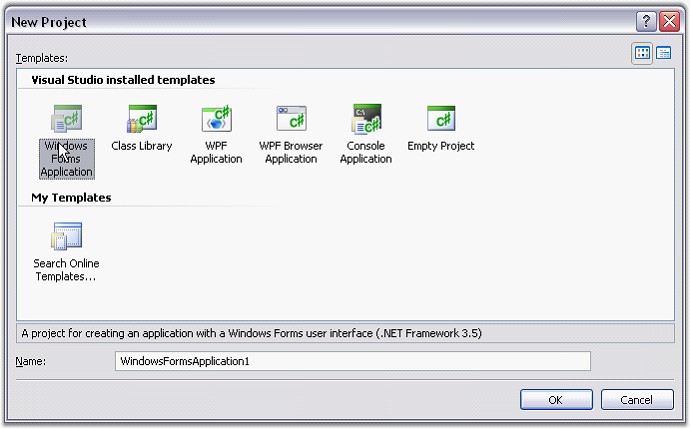 New Project
Templates:
Visual Studio installed templates
Windows Forms Application
Class Library
WPF Application
WPF Browser Application
Console Application
Empty Project
My Templates
Search Online Templates...
A project for creating an application with a Windows Forms user interface (.NET Framework 3.5)
Name:
WindowsFormsApplication1
OK
Cancel